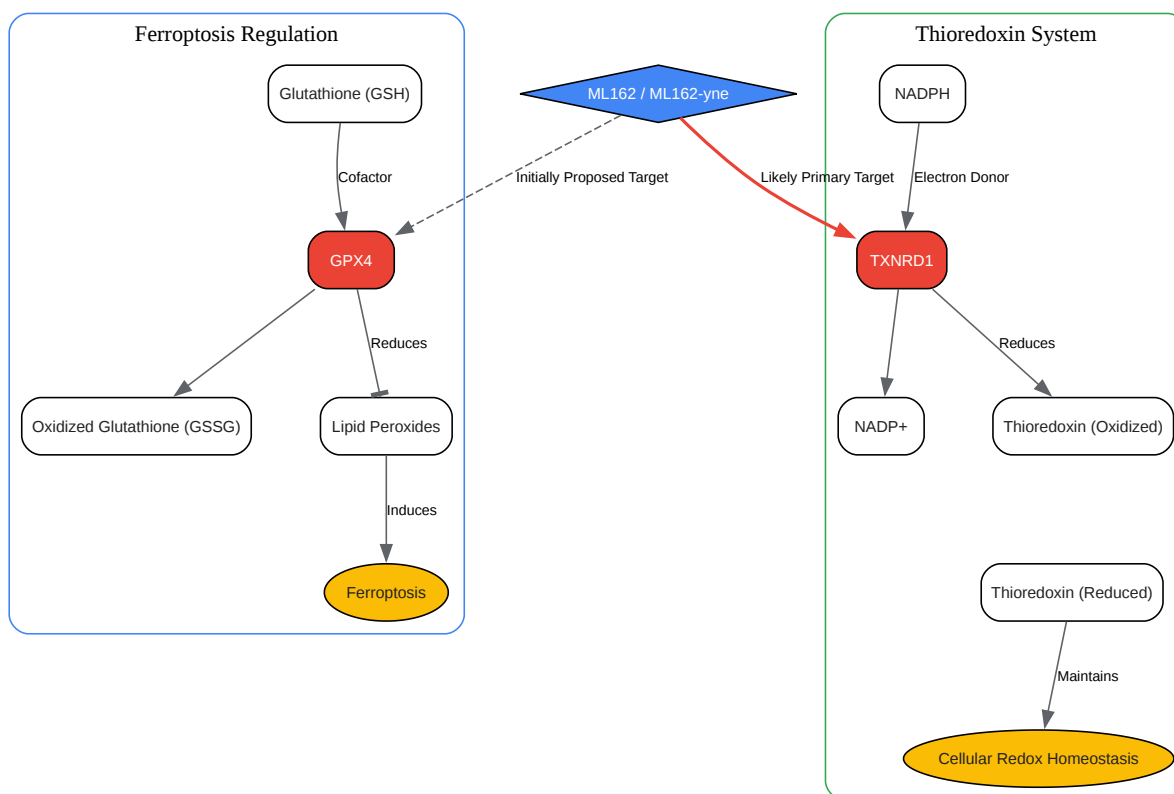 Ferroptosis Regulation
Thioredoxin System
Glutathione (GSH)
ML162 / ML162-yne
NADPH
Cofactor
Initially Proposed Target
Likely Primary Target
Electron Donor
GPX4
TXNRD1
Reduces
Reduces
Oxidized Glutathione (GSSG)
Lipid Peroxides
NADP+
Thioredoxin (Oxidized)
Induces
Ferroptosis
Thioredoxin (Reduced)
Maintains
Cellular Redox Homeostasis